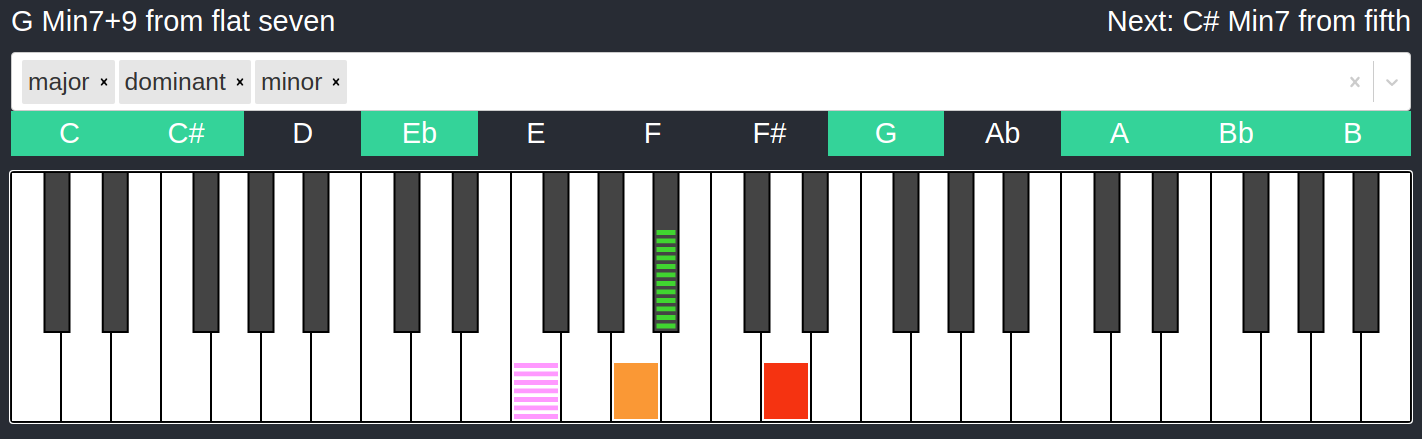 G Min7+9 from flat seven Next: C# Min7 from fifth
major × dominant × minor ×
C C# D Eb E F F# G Ab A Bb B